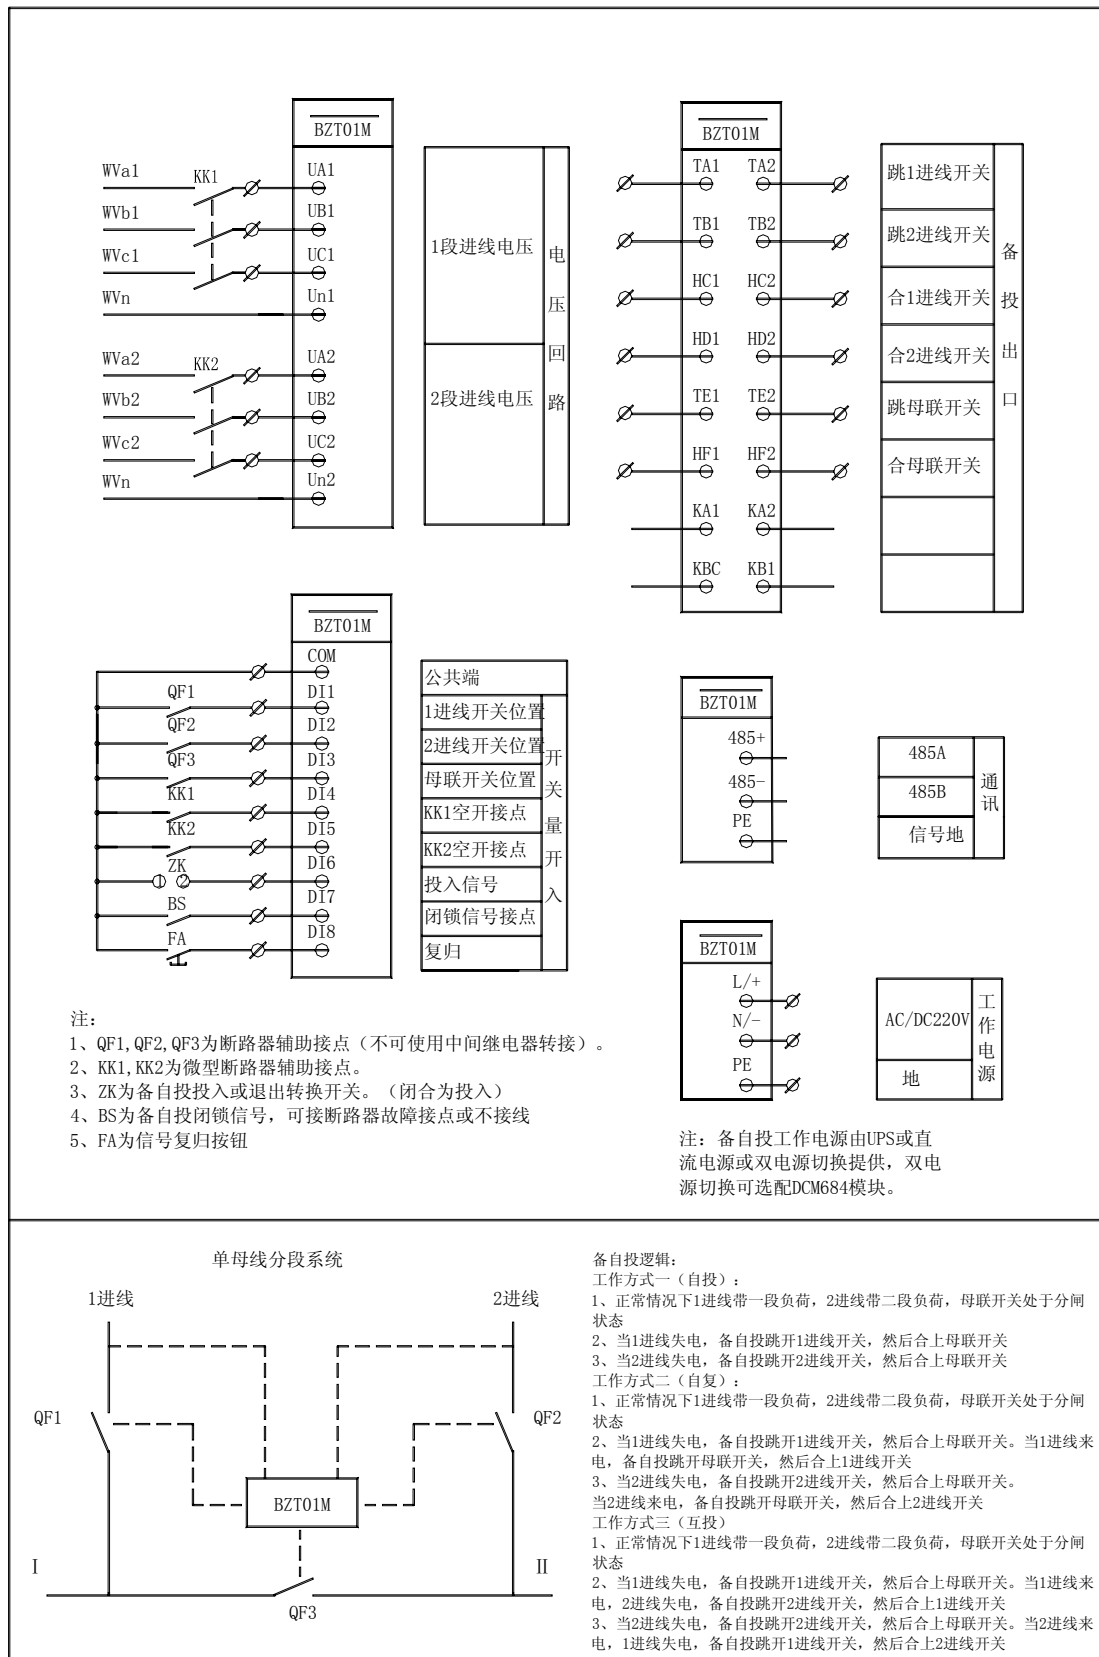 BZT01M
WVa1
KK1
UA1
WVb1
UB1
WVc1
UC1
WVn
Un1
WVa2
KK2
UA2
WVb2
UB2
WVc2
UC2
WVn
Un2
1段进线电压
2段进线电压
电压回路
BZT01M
TA1 TA2
TB1 TB2
HC1 HC2
HD1 HD2
TE1 TE2
HF1 HF2
KA1 KA2
KBC KB1
跳1进线开关
跳2进线开关
合1进线开关
合2进线开关
跳母联开关
合母联开关
备投出口
BZT01M
COM
QF1 DI1
QF2 DI2
QF3 DI3
KK1 DI4
KK2 DI5
ZK DI6
1 2
BS DI7
FA DI8
公共端
1进线开关位置
2进线开关位置
母联开关位置
KK1空开接点
KK2空开接点
投入信号
闭锁信号接点
复归
开关量开入
BZT01M
485+
485-
PE
485A
485B
信号地
通讯
BZT01M
L/+
N/-
PE
AC/DC220V
地
工作电源
注:
1、QF1,QF2,QF3为断路器辅助接点（不可使用中间继电器转接）。
2、KK1,KK2为微型断路器辅助接点。
3、ZK为备自投投入或退出转换开关。（闭合为投入）
4、BS为备自投闭锁信号，可接断路器故障接点或不接线
5、FA为信号复归按钮
注: 备自投工作电源由UPS或直
流电源或双电源切换提供，双电
源切换可选配DCM684模块。
单母线分段系统
1进线
2进线
QF1
QF2
BZT01M
I
II
QF3
备自投逻辑:
工作方式一（自投）:
1、正常情况下1进线带一段负荷，2进线带二段负荷，母联开关处于分闸
状态
2、当1进线失电，备自投跳开1进线开关，然后合上母联开关
3、当2进线失电，备自投跳开2进线开关，然后合上母联开关
工作方式二（自复）:
1、正常情况下1进线带一段负荷，2进线带二段负荷，母联开关处于分闸
状态
2、当1进线失电，备自投跳开1进线开关，然后合上母联开关。当1进线来
电，备自投跳开母联开关，然后合上1进线开关
3、当2进线失电，备自投跳开2进线开关，然后合上母联开关。
当2进线来电，备自投跳开母联开关，然后合上2进线开关
工作方式三（互投）
1、正常情况下1进线带一段负荷，2进线带二段负荷，母联开关处于分闸
状态
2、当1进线失电，备自投跳开1进线开关，然后合上母联开关。当1进线来
电，2进线失电，备自投跳开2进线开关，然后合上1进线开关
3、当2进线失电，备自投跳开2进线开关，然后合上母联开关。当2进线来
电，1进线失电，备自投跳开1进线开关，然后合上2进线开关